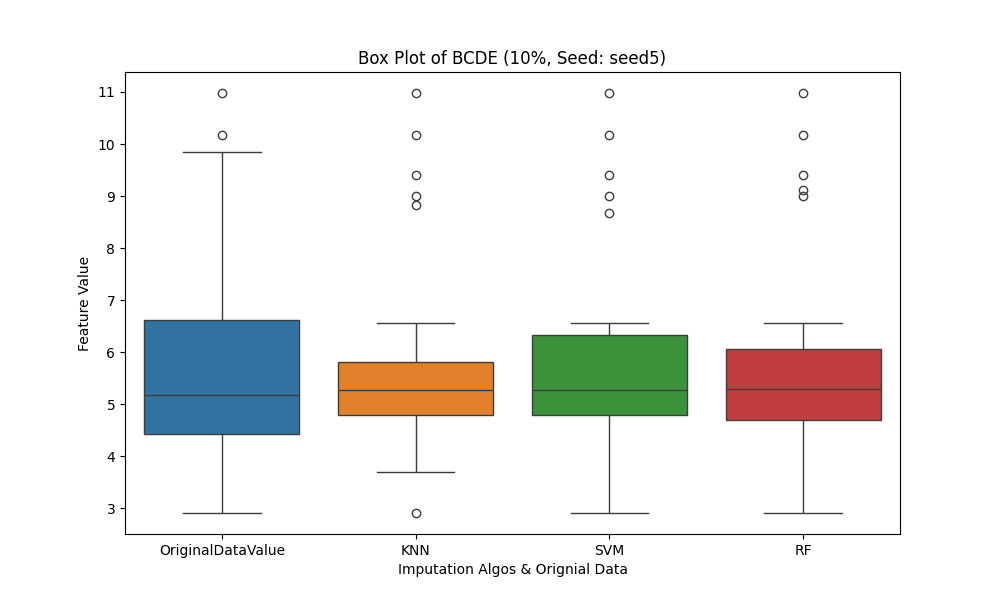 Box Plot of BCDE (10%, Seed: seed5)
Feature Value
11
10
9
8
7
6
5
4
3
OriginalDataValue
KNN
SVM
RF
Imputation Algos & Orignial Data